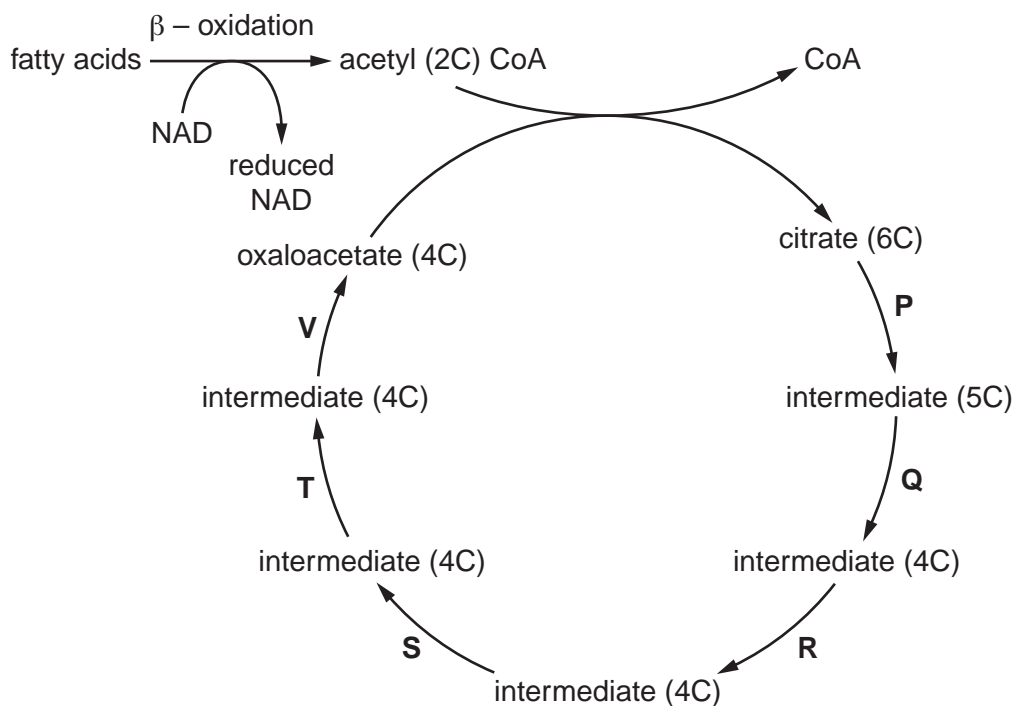 β – oxidation
fatty acids
acetyl (2C) CoA
CoA
NAD
reduced
NAD
oxaloacetate (4C)
citrate (6C)
V
P
intermediate (4C)
intermediate (5C)
T
Q
intermediate (4C)
intermediate (4C)
S
R
intermediate (4C)